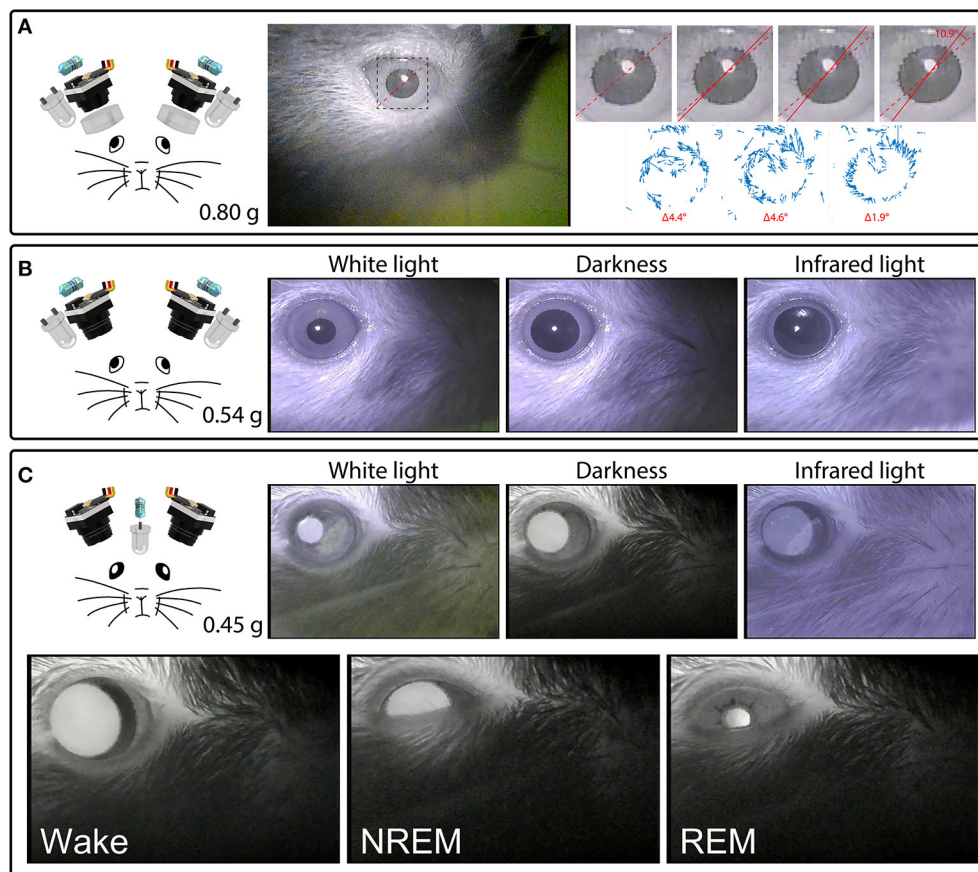 A
0.80 g
10.9°
Δ4.4°
Δ4.6°
Δ1.9°
B
White light
Darkness
Infrared light
0.54 g
C
White light
Darkness
Infrared light
0.45 g
Wake
NREM
REM